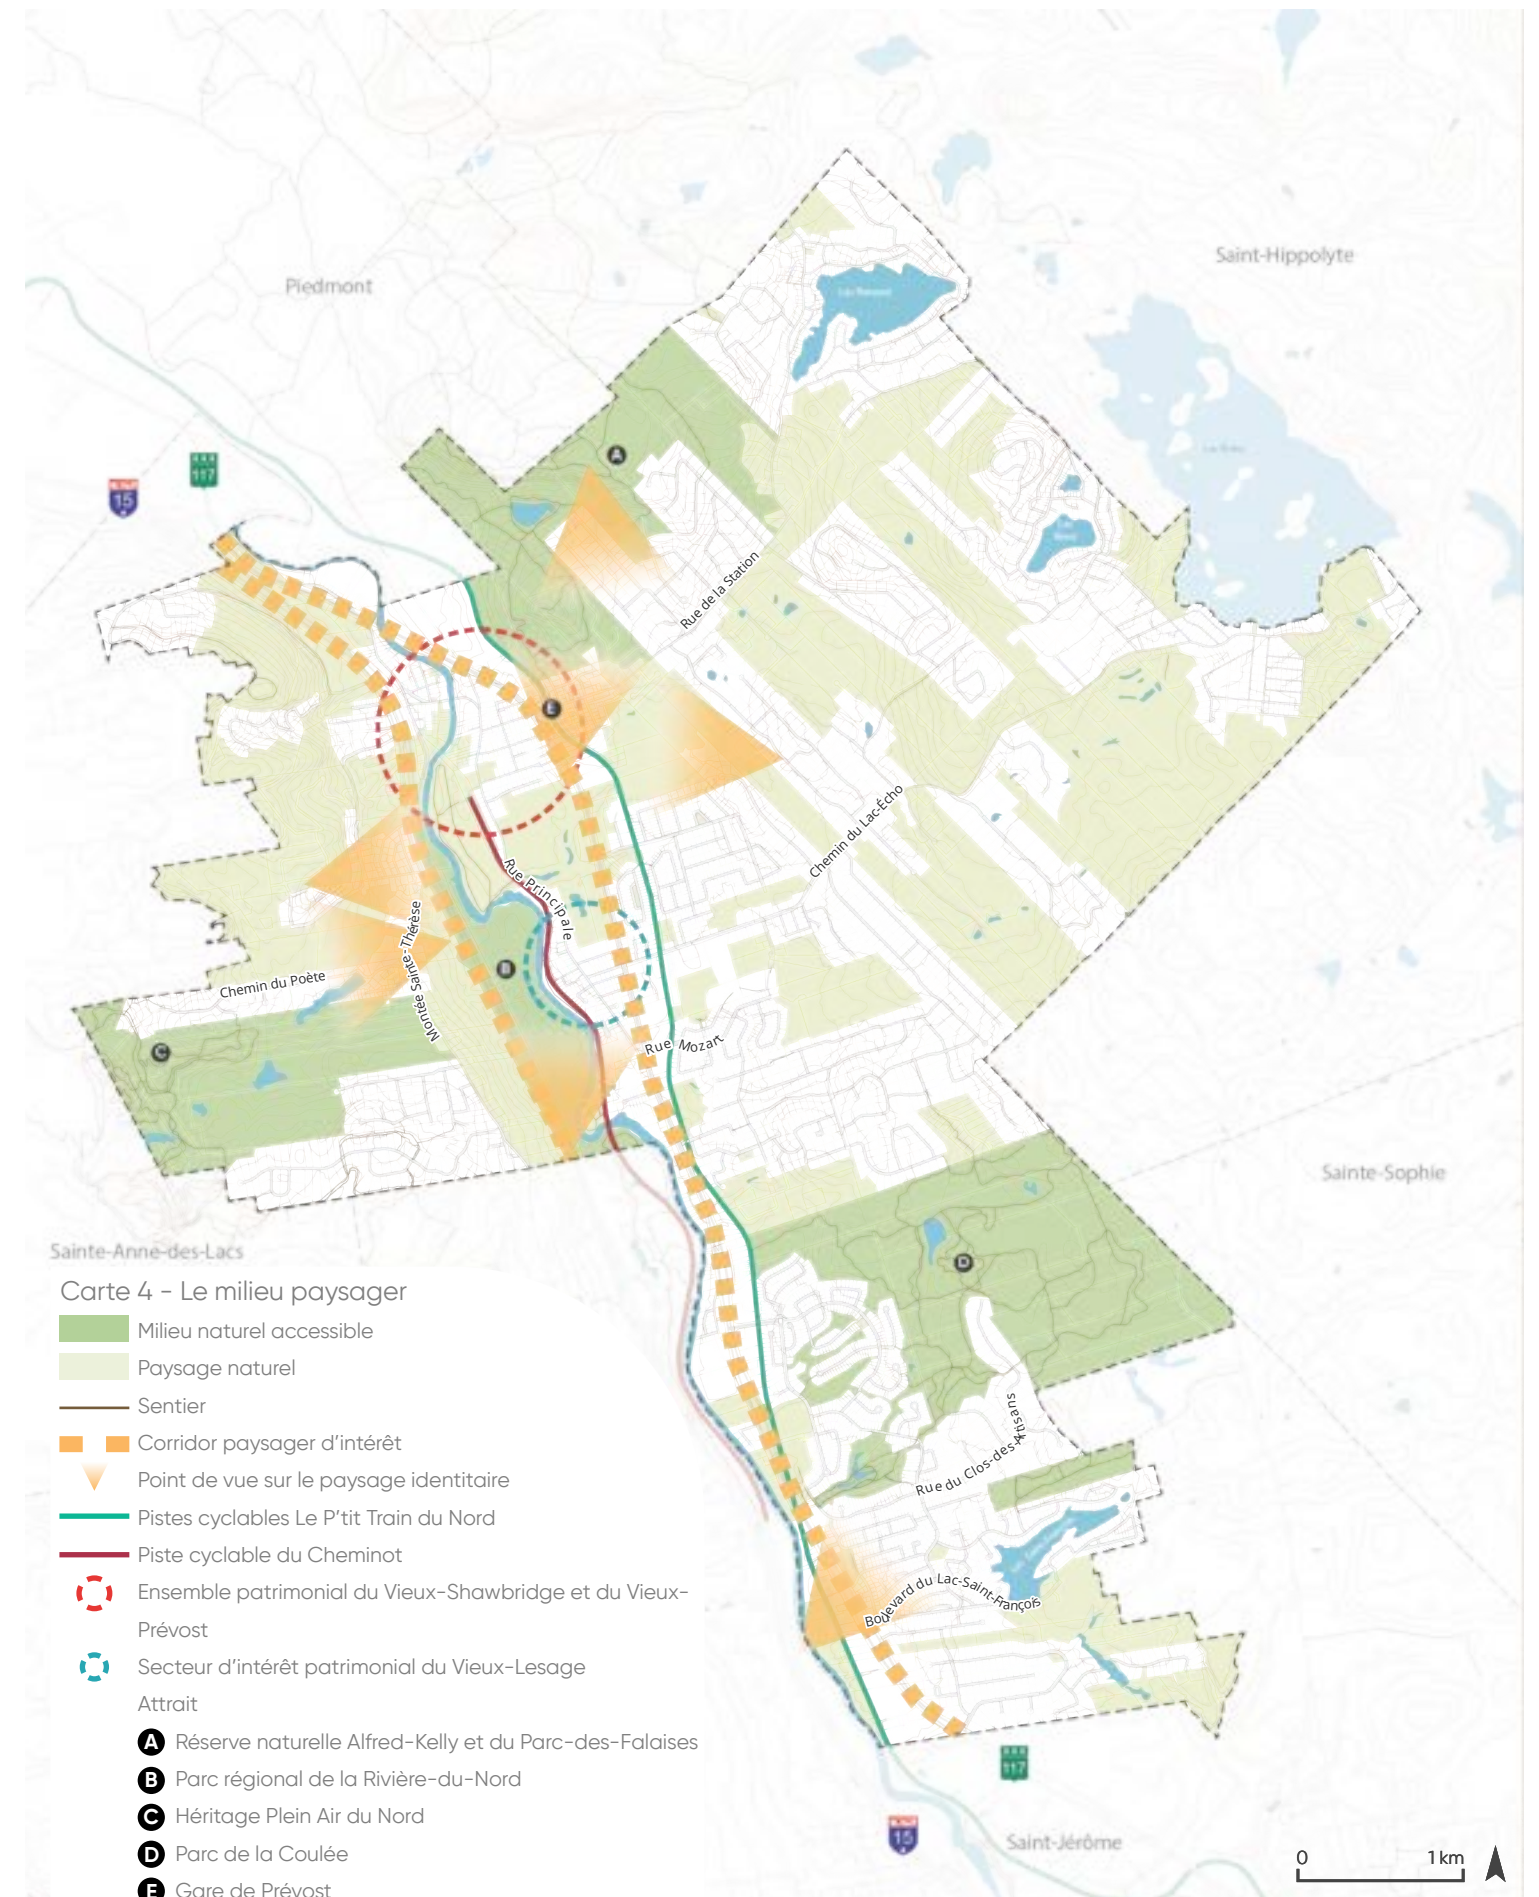 Saint-Hippolyte
Piedmont
117
15
A
Rue de la Station
E
Chemin du Lac-Écho
Rue Principale
Montée Sainte-Thérèse
B
Chemin du Poète
Rue Mozart
C
Sainte-Sophie
Sainte-Anne-des-Lacs
D
Rue du Clos-des-Artisans
Boulevard du Lac-Saint-François
117
15
Saint-Jérôme
0 1 km
Carte 4 - Le milieu paysager
Milieu naturel accessible
Paysage naturel
Sentier
Corridor paysager d'intérêt
Point de vue sur le paysage identitaire
Pistes cyclables Le P'tit Train du Nord
Piste cyclable du Cheminot
Ensemble patrimonial du Vieux-Shawbridge et du Vieux-
Prévost
Secteur d'intérêt patrimonial du Vieux-Lesage
Attrait
A Réserve naturelle Alfred-Kelly et du Parc-des-Falaises
B Parc régional de la Rivière-du-Nord
C Héritage Plein Air du Nord
D Parc de la Coulée
E Gare de Prévost